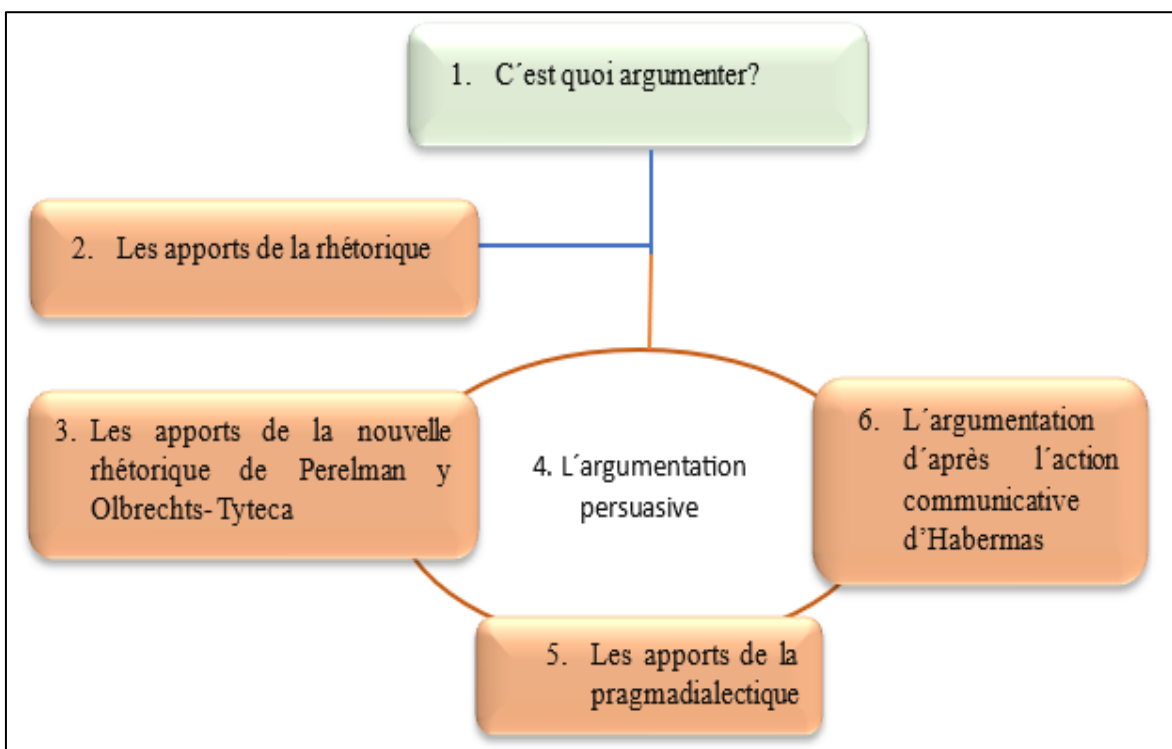 1. C´est quoi argumenter?
2. Les apports de la rhétorique
3. Les apports de la nouvelle
rhétorique de Perelman y
Olbrechts- Tyteca
4. L´argumentation
persuasive
5. Les apports de la
pragmadialectique
6. L´argumentation
d´après l´action
communicative
d’Habermas